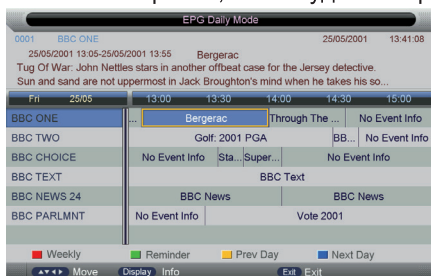 EPG Daily Mode
0001 BBC ONE 25/05/2001 13:41:08
25/05/2001 13:05-25/05/2001 13:55 Bergerac
Tug Of War: John Nettles stars in another offbeat case for the Jersey detective.
Sun and sand are not uppermost in Jack Broughton's mind when he takes his so...
Fri 25/05 13:00 13:30 14:00 14:30 15:00
BBC ONE ... Bergerac Through The ... No Event Info
BBC TWO Golf: 2001 PGA BB... No Event Info
BBC CHOICE No Event Info Sta... Super... No Event Info
BBC TEXT BBC Text
BBC NEWS 24 BBC News BBC News
BBC PARLMNT No Event Info Vote 2001
Weekly Reminder Prev Day Next Day
Move Display Info Exit Exit